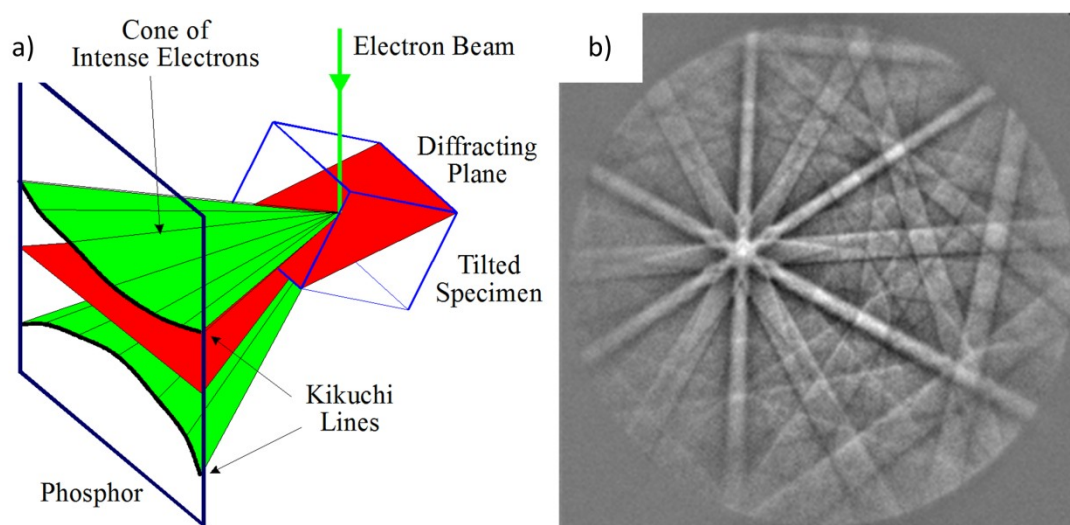 a)
Cone of
Intense Electrons
Electron Beam
Diffracting
Plane
Tilted
Specimen
Kikuchi
Lines
Phosphor
b)